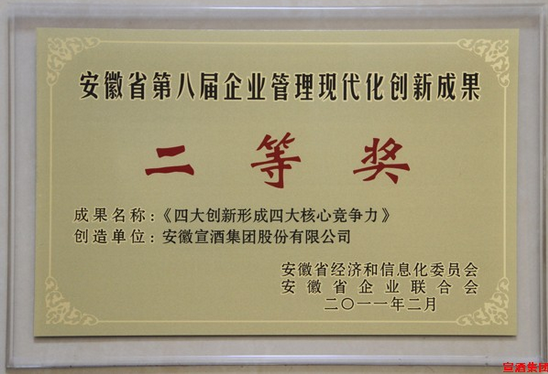 安徽省第八届企业管理现代化创新成果
二等奖
成果名称：《四大创新形成四大核心竞争力》
创造单位：安徽宣酒集团股份有限公司
安徽省经济和信息化委员会
安徽省企业联合会
二〇一一年二月
宣酒集团